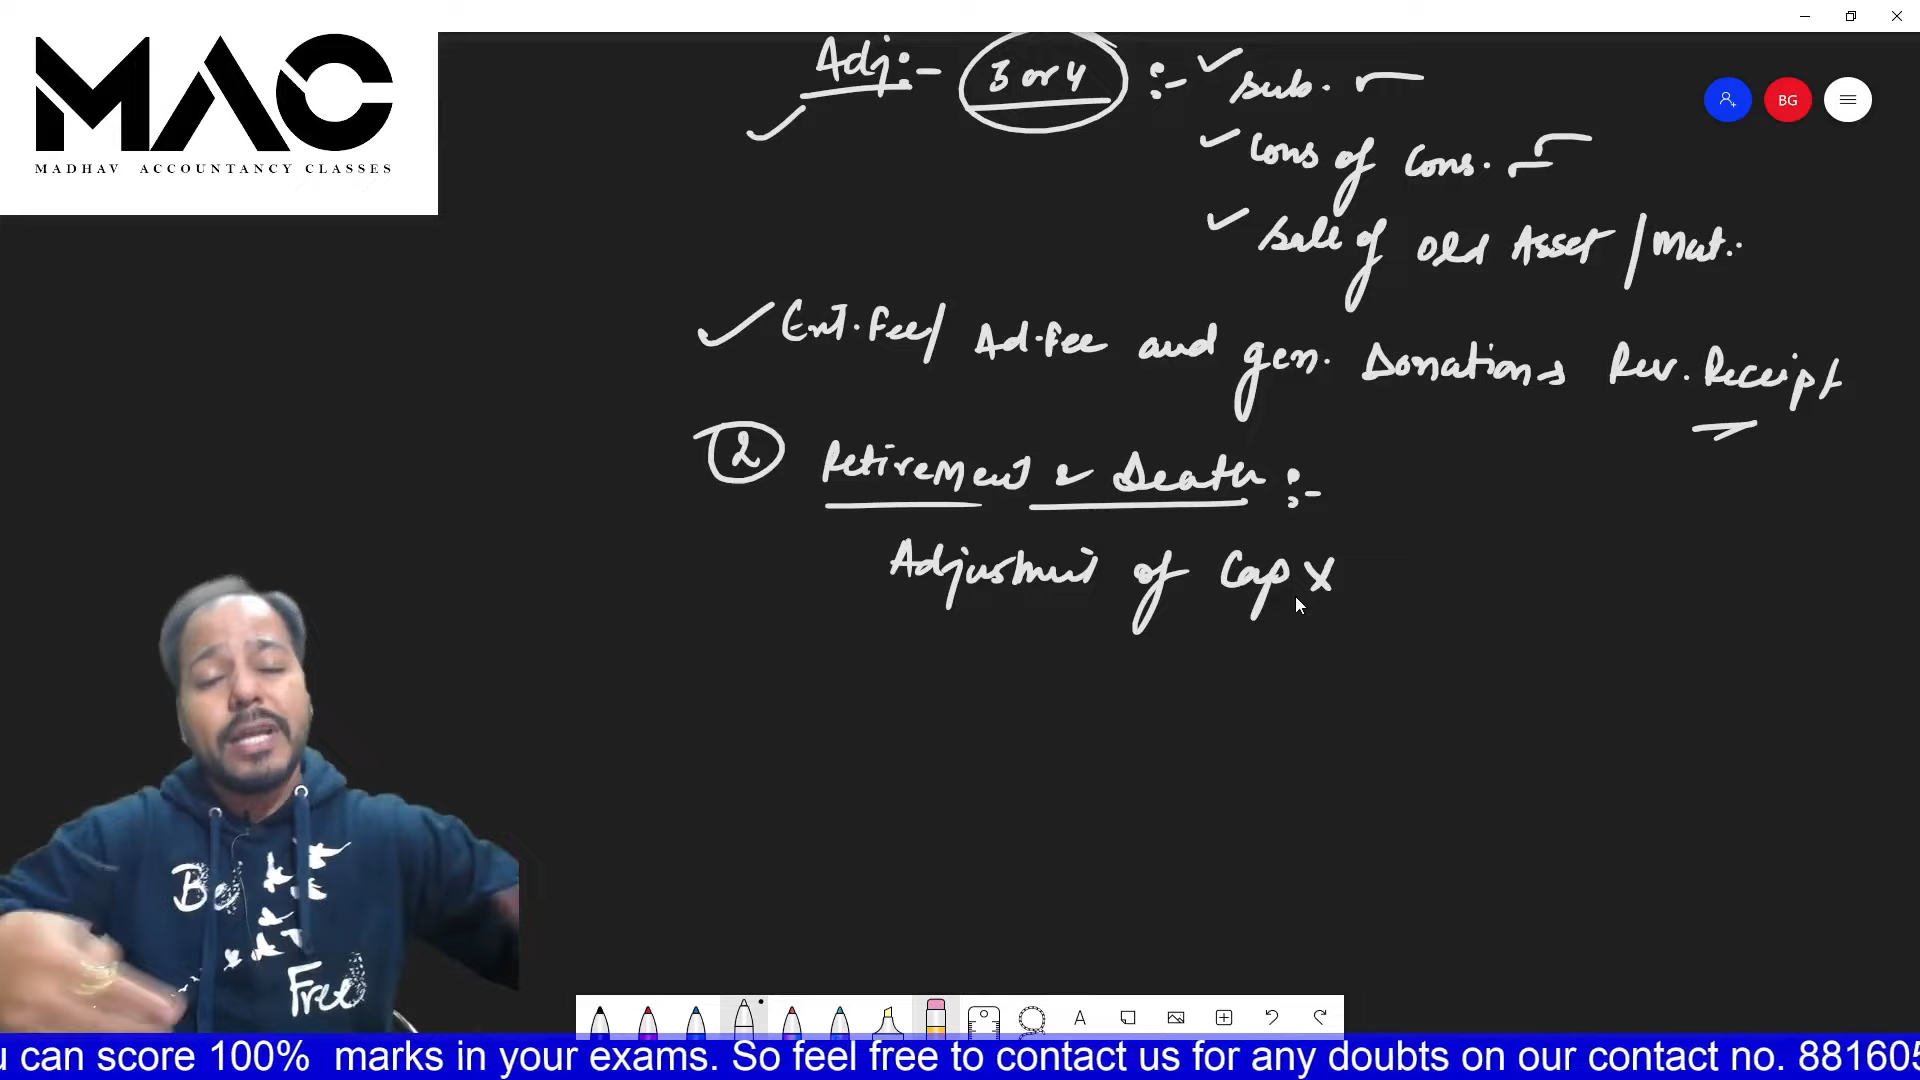 MAC
MADHAV ACCOUNTANCY CLASSES
Adj:- 3 or 4 :- sub.
Cons of Cons.
Sale of Old Asset / Mat.
BG
Ent. Fee/ Ad. Fee and gen. Donations Rev. Receipt
2 Retirement & Death :-
Adjustment of Cap X
Be
Free
A
u can score 100% marks in your exams. So feel free to contact us for any doubts on our contact no. 881605